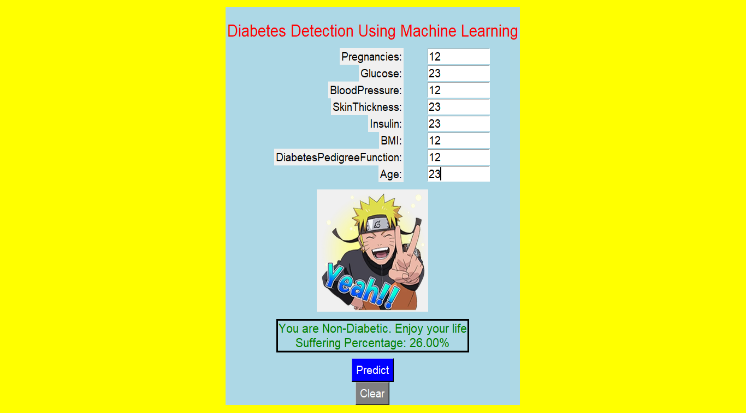 Diabetes Detection Using Machine Learning
Pregnancies: 12
Glucose: 23
BloodPressure: 12
SkinThickness: 23
Insulin: 23
BMI: 12
DiabetesPedigreeFunction: 12
Age: 23
Yeah!!
You are Non-Diabetic. Enjoy your life
Suffering Percentage: 26.00%
Predict
Clear